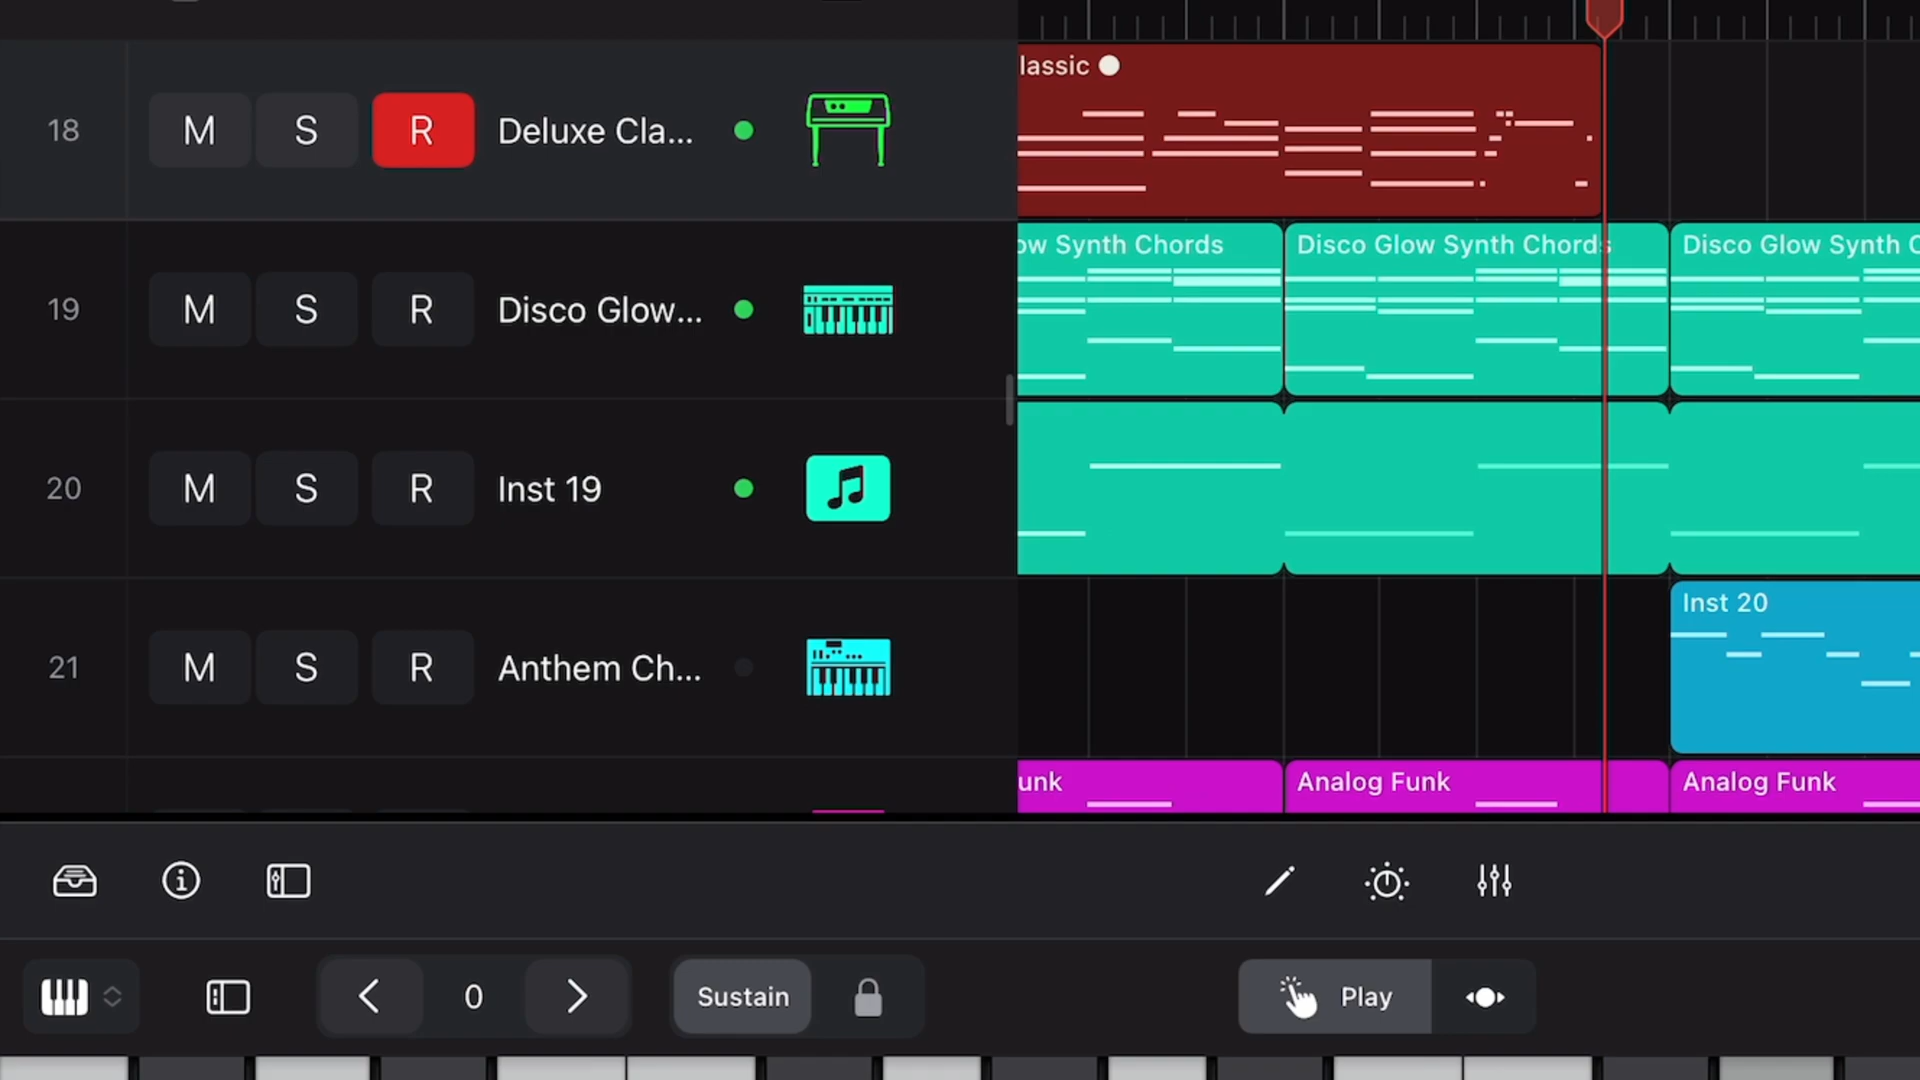 lassic
18 M S R Deluxe Cla...
ow Synth Chords Disco Glow Synth Chords Disco Glow Synth C
19 M S R Disco Glow...
20 M S R Inst 19
Inst 20
21 M S R Anthem Ch...
unk Analog Funk Analog Funk
0 Sustain Play